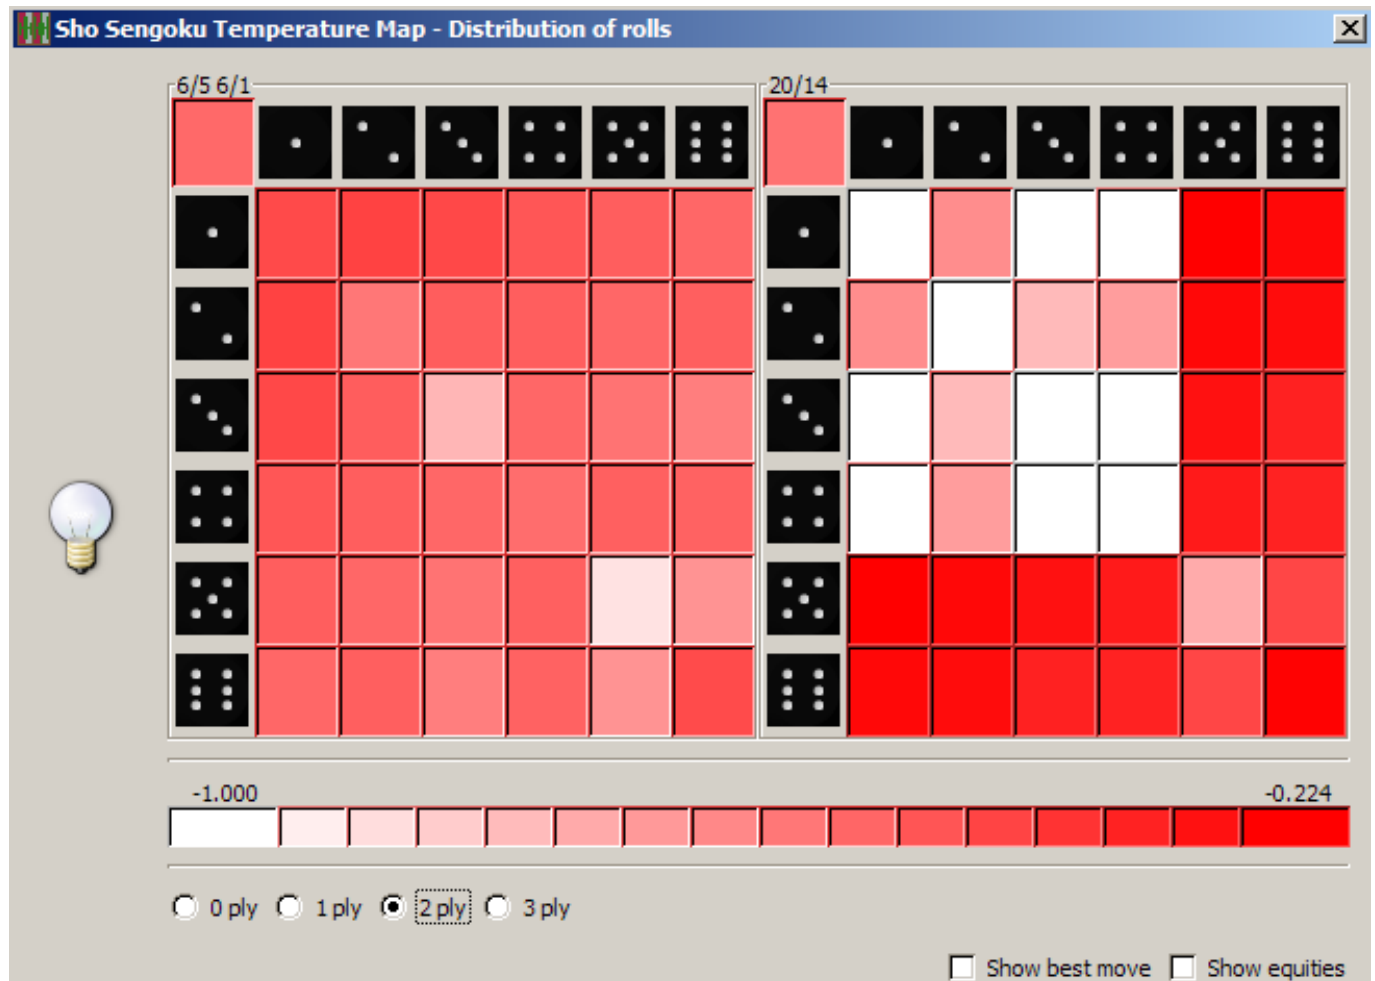 Sho Sengoku Temperature Map - Distribution of rolls
6/5 6/1
20/14
-1.000
-0.224
0 ply
1 ply
2 ply
3 ply
Show best move
Show equities